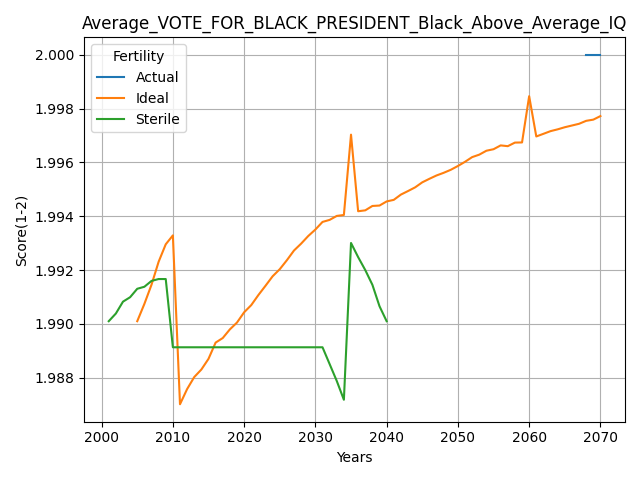 Average_VOTE_FOR_BLACK_PRESIDENT_Black_Above_Average_IQ
Fertility
Actual
Ideal
Sterile
Score(1-2)
2.000
1.998
1.996
1.994
1.992
1.990
1.988
2000 2010 2020 2030 2040 2050 2060 2070
Years